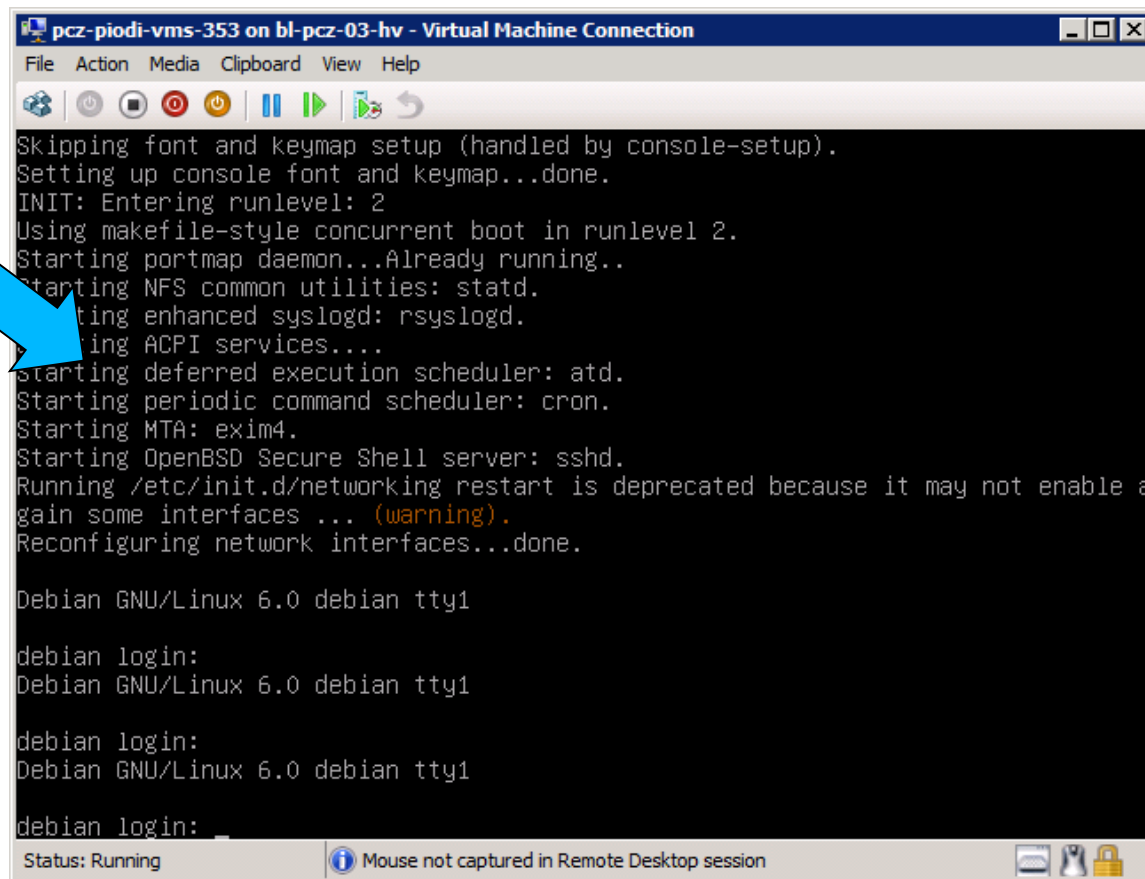 pcz-piodi-vms-353 on bl-pcz-03-hv - Virtual Machine Connection
File Action Media Clipboard View Help
Skipping font and keymap setup (handled by console-setup).
Setting up console font and keymap...done.
INIT: Entering runlevel: 2
Using makefile-style concurrent boot in runlevel 2.
Starting portmap daemon...Already running..
Starting NFS common utilities: statd.
ting enhanced syslogd: rsyslogd.
ing ACPI services....
Starting deferred execution scheduler: atd.
Starting periodic command scheduler: cron.
Starting MTA: exim4.
Starting OpenBSD Secure Shell server: sshd.
Running /etc/init.d/networking restart is deprecated because it may not enable a
gain some interfaces ... (warning).
Reconfiguring network interfaces...done.
Debian GNU/Linux 6.0 debian tty1
debian login:
Debian GNU/Linux 6.0 debian tty1
debian login:
Debian GNU/Linux 6.0 debian tty1
debian login: _
Status: Running
Mouse not captured in Remote Desktop session